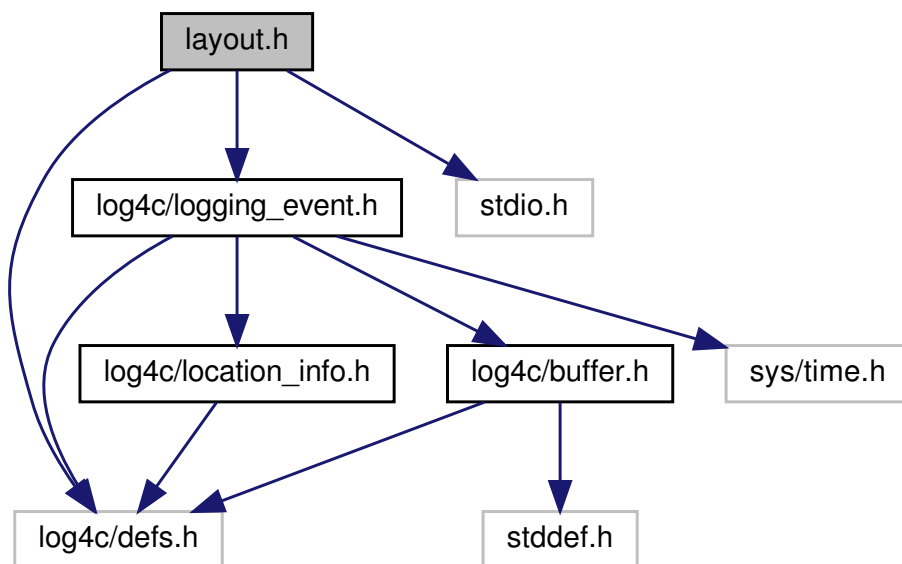 layout.h
log4c/logging_event.h
stdio.h
log4c/location_info.h
log4c/buffer.h
sys/time.h
log4c/defs.h
stddef.h